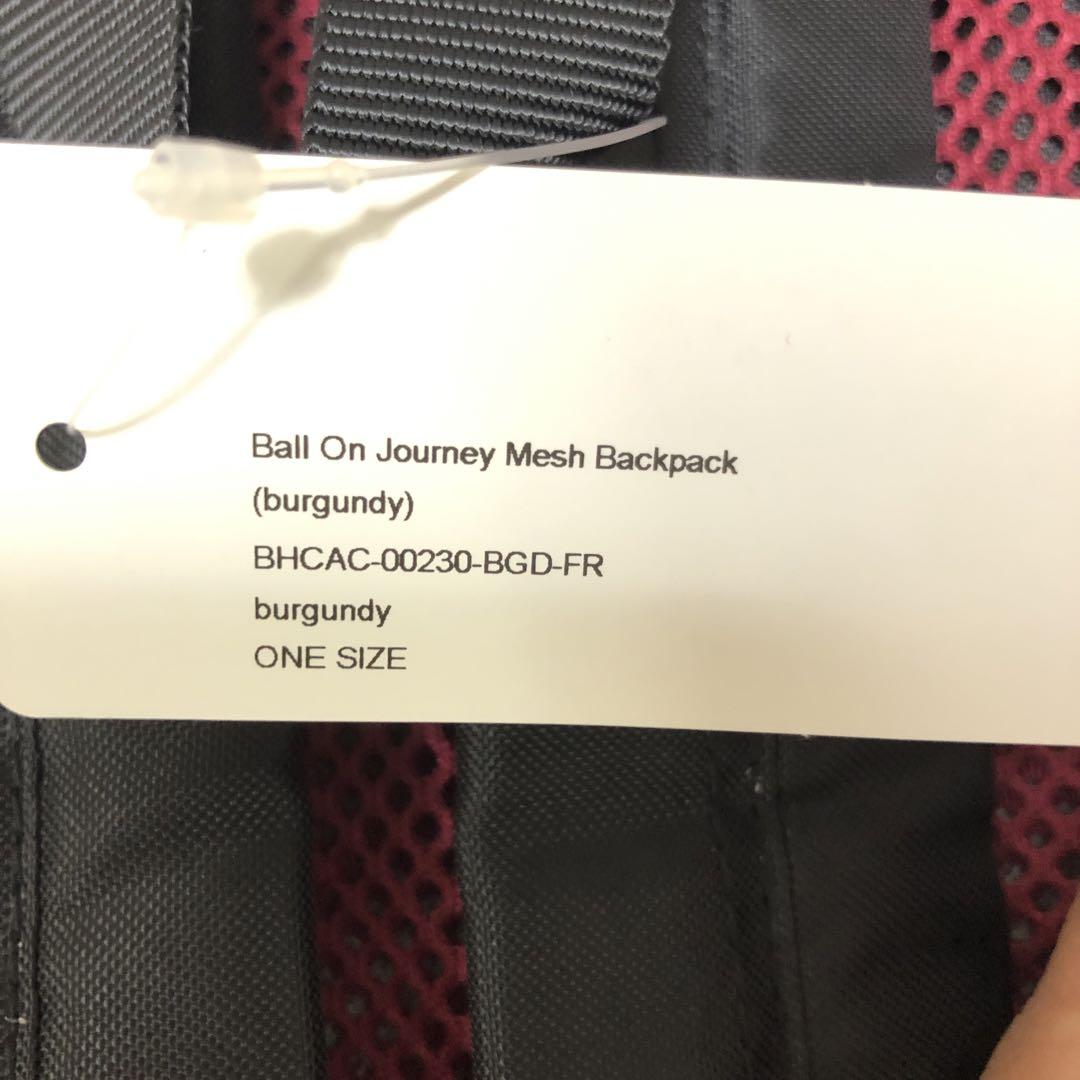 Ball On Journey Mesh Backpack
(burgundy)
BHCAC-00230-BGD-FR
burgundy
ONE SIZE